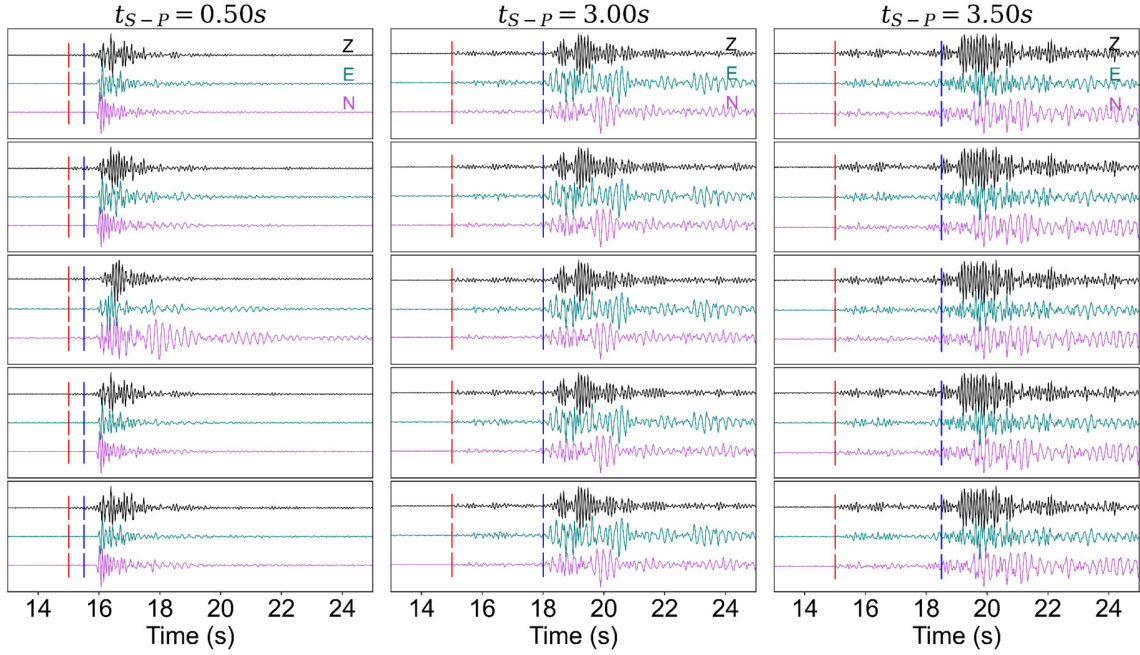 t_{S−P} = 0.50s
t_{S−P} = 3.00s
t_{S−P} = 3.50s
Z
E
N
Z
E
N
Z
E
N
14 16 18 20 22 24
14 16 18 20 22 24
14 16 18 20 22 24
Time (s)
Time (s)
Time (s)